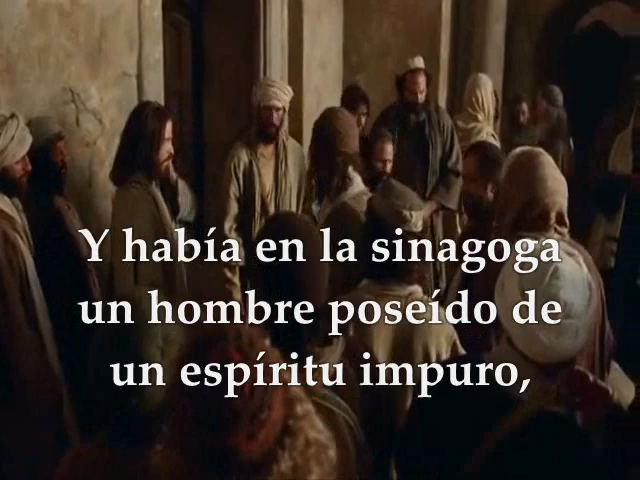 Y había en la sinagoga
un hombre poseído de
un espíritu impuro,